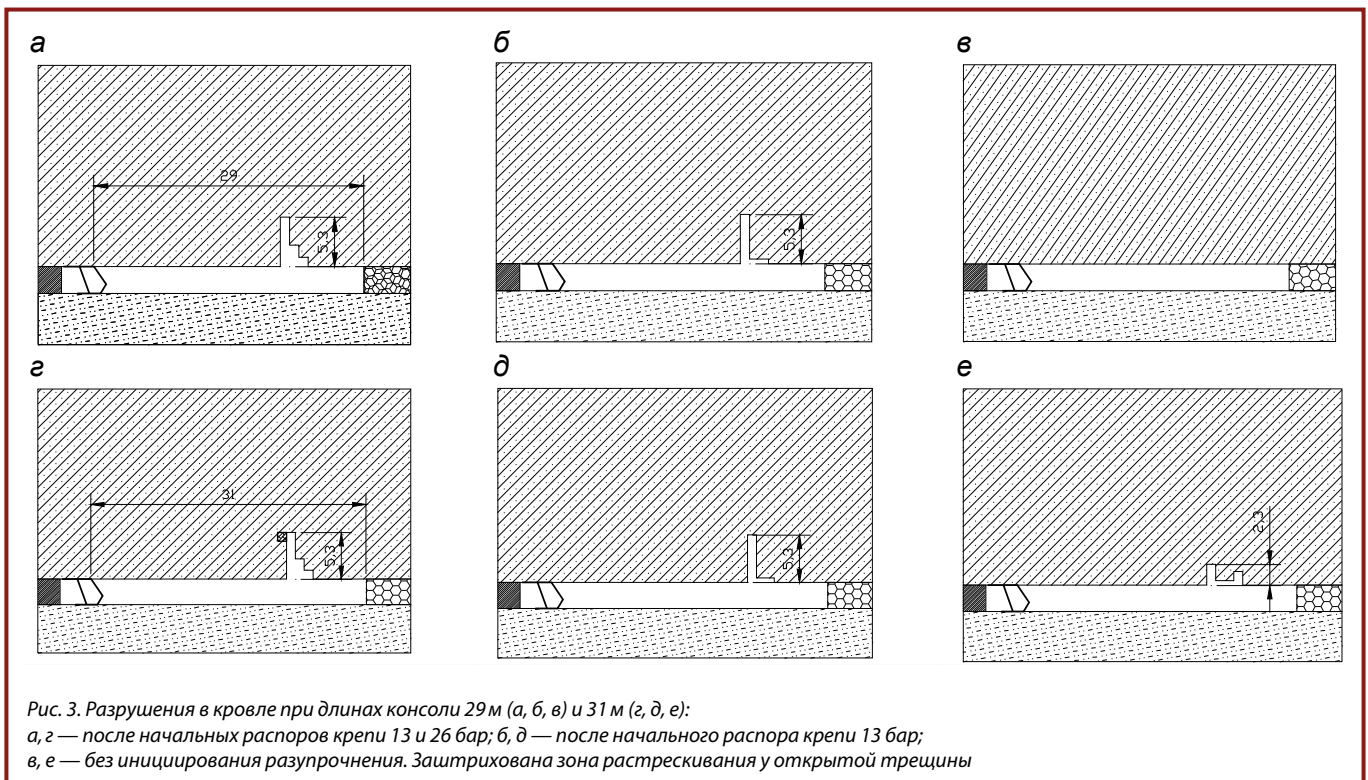 а
б
в
29
5,3
5,3
г
д
е
31
5,3
5,3
2,3
Рис. 3. Разрушения в кровле при длинах консоли 29 м (а, б, в) и 31 м (г, д, е):
а, г — после начальных распоров крепи 13 и 26 бар; б, д — после начального распора крепи 13 бар;
в, е — без инициирования разупрочнения. Заштрихована зона растрескивания у открытой трещины